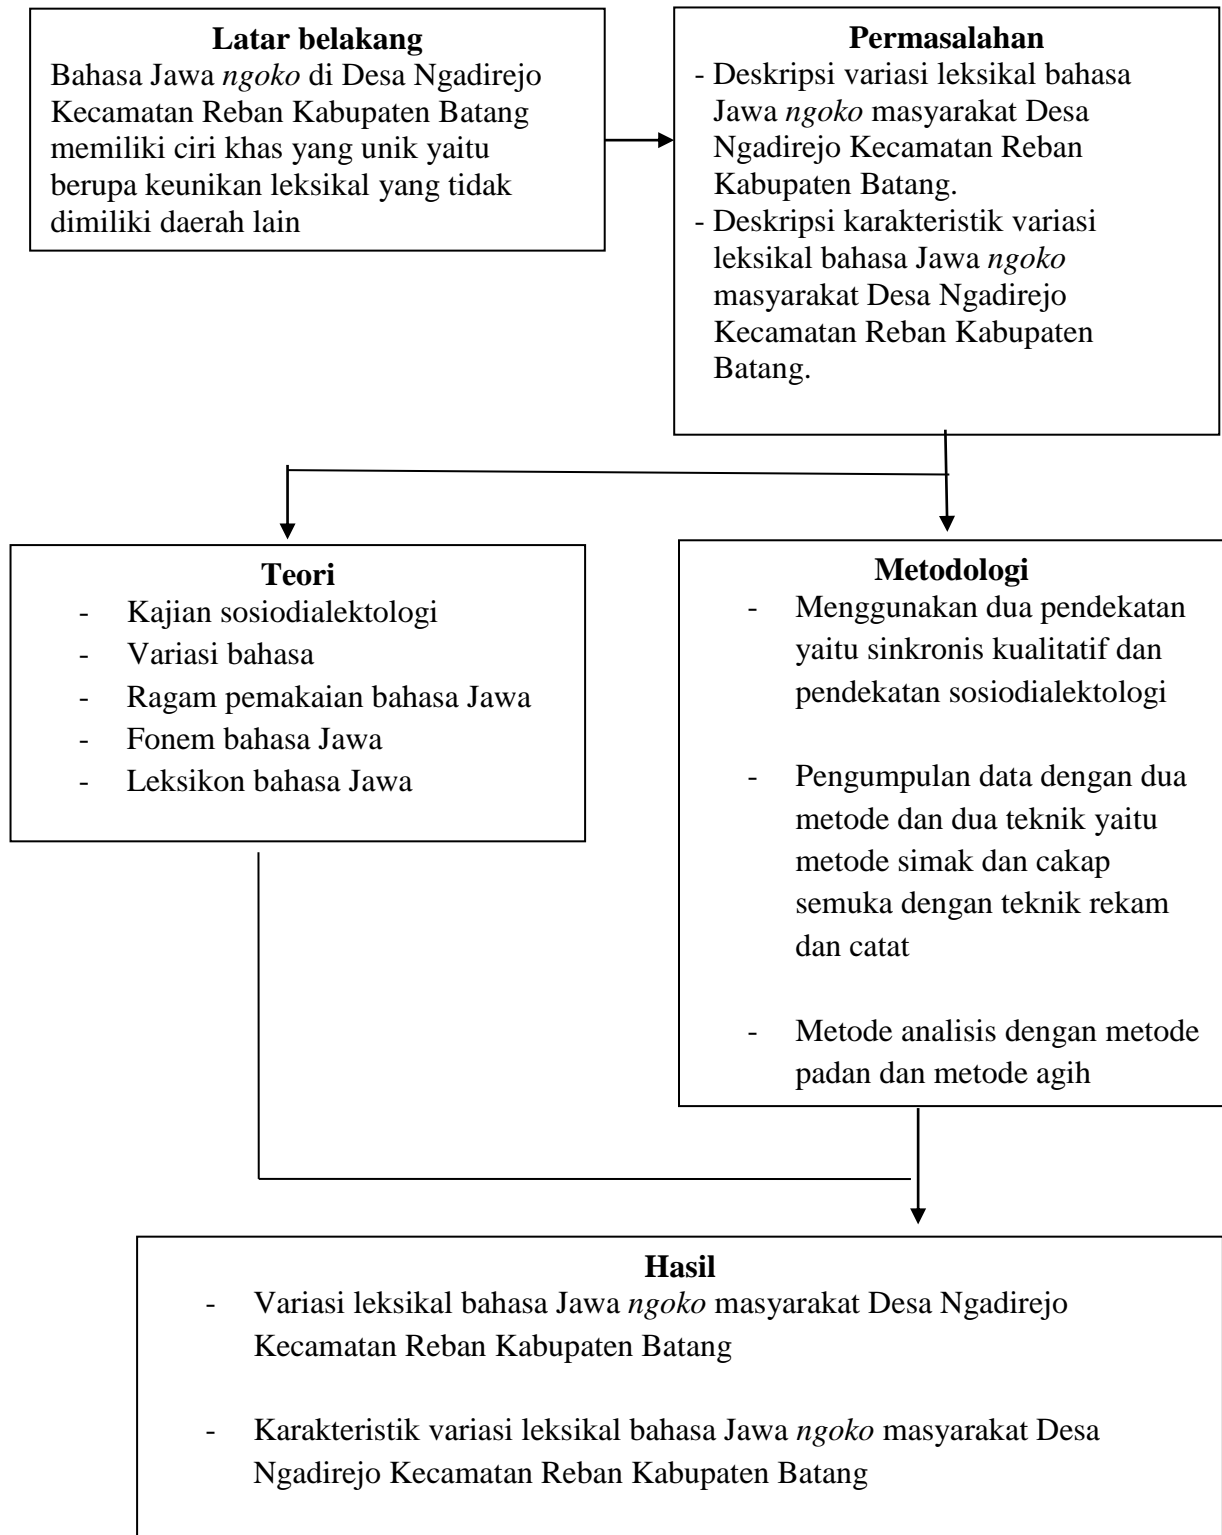 Latar belakang
Bahasa Jawa ngoko di Desa Ngadirejo
Kecamatan Reban Kabupaten Batang
memiliki ciri khas yang unik yaitu
berupa keunikan leksikal yang tidak
dimiliki daerah lain
Permasalahan
- Deskripsi variasi leksikal bahasa
Jawa ngoko masyarakat Desa
Ngadirejo Kecamatan Reban
Kabupaten Batang.
- Deskripsi karakteristik variasi
leksikal bahasa Jawa ngoko
masyarakat Desa Ngadirejo
Kecamatan Reban Kabupaten
Batang.
Teori
- Kajian sosiodialektologi
- Variasi bahasa
- Ragam pemakaian bahasa Jawa
- Fonem bahasa Jawa
- Leksikon bahasa Jawa
Metodologi
- Menggunakan dua pendekatan
yaitu sinkronis kualitatif dan
pendekatan sosiodialektologi
- Pengumpulan data dengan dua
metode dan dua teknik yaitu
metode simak dan cakap
semuka dengan teknik rekam
dan catat
- Metode analisis dengan metode
padan dan metode agih
Hasil
- Variasi leksikal bahasa Jawa ngoko masyarakat Desa Ngadirejo
Kecamatan Reban Kabupaten Batang
- Karakteristik variasi leksikal bahasa Jawa ngoko masyarakat Desa
Ngadirejo Kecamatan Reban Kabupaten Batang